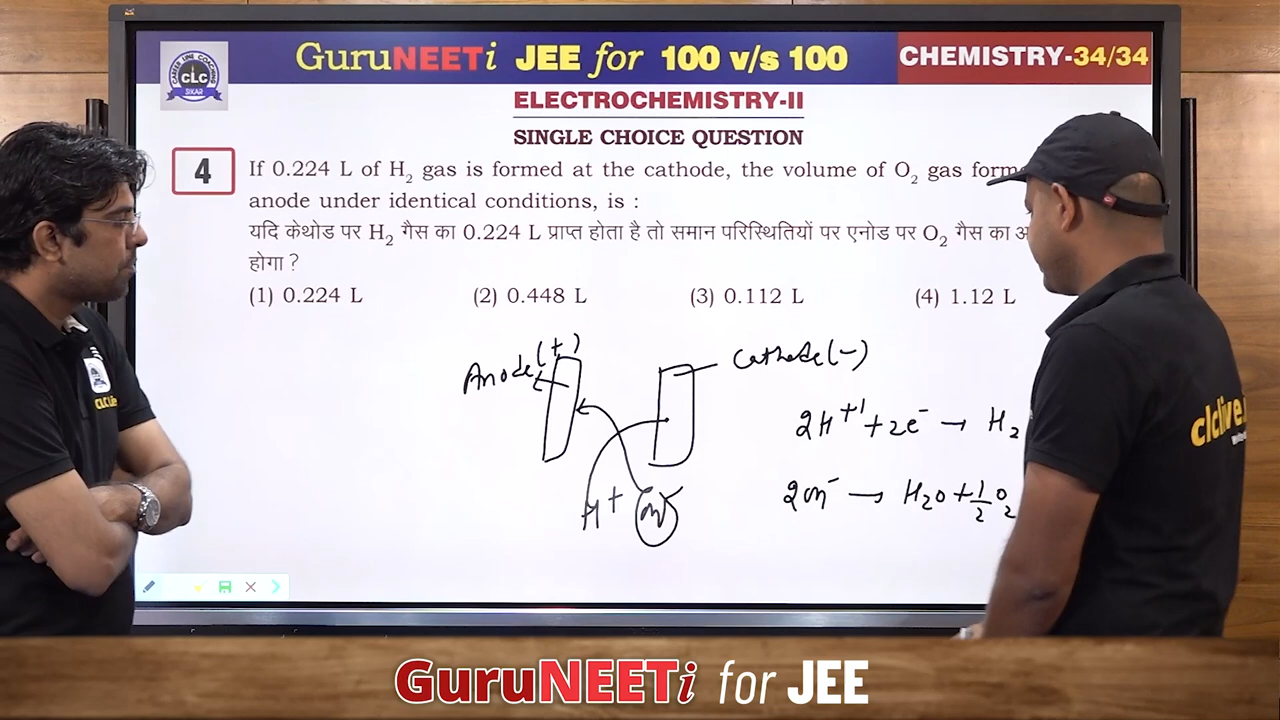 GuruNEETi JEE for 100 v/s 100
CHEMISTRY-34/34
CAREER LINE COACHING
CLC
SIKAR
ELECTROCHEMISTRY-II
SINGLE CHOICE QUESTION
4
If 0.224 L of H₂ gas is formed at the cathode, the volume of O₂ gas form
anode under identical conditions, is :
यदि केथोड पर H₂ गैस का 0.224 L प्राप्त होता है तो समान परिस्थितियों पर एनोड पर O₂ गैस का
होगा ?
(1) 0.224 L (2) 0.448 L (3) 0.112 L (4) 1.12 L
Anode (+)
Cathode (-)
2H⁺¹ + 2e⁻ → H₂
2OH⁻ → H₂O + 1/2 O₂
H⁺ OH⁻
clclive.
GuruNEETi for JEE